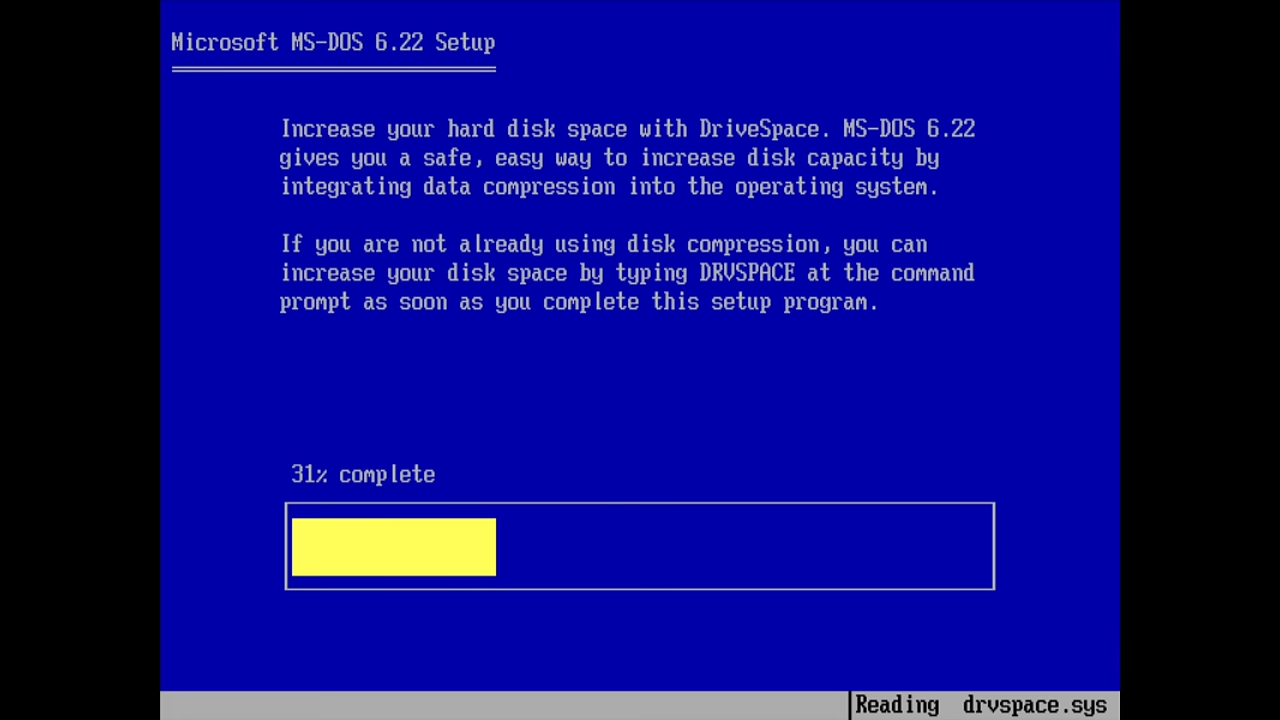 Microsoft MS-DOS 6.22 Setup
Increase your hard disk space with DriveSpace. MS-DOS 6.22
gives you a safe, easy way to increase disk capacity by
integrating data compression into the operating system.
If you are not already using disk compression, you can
increase your disk space by typing DRVSPACE at the command
prompt as soon as you complete this setup program.
31% complete
Reading drvspace.sys